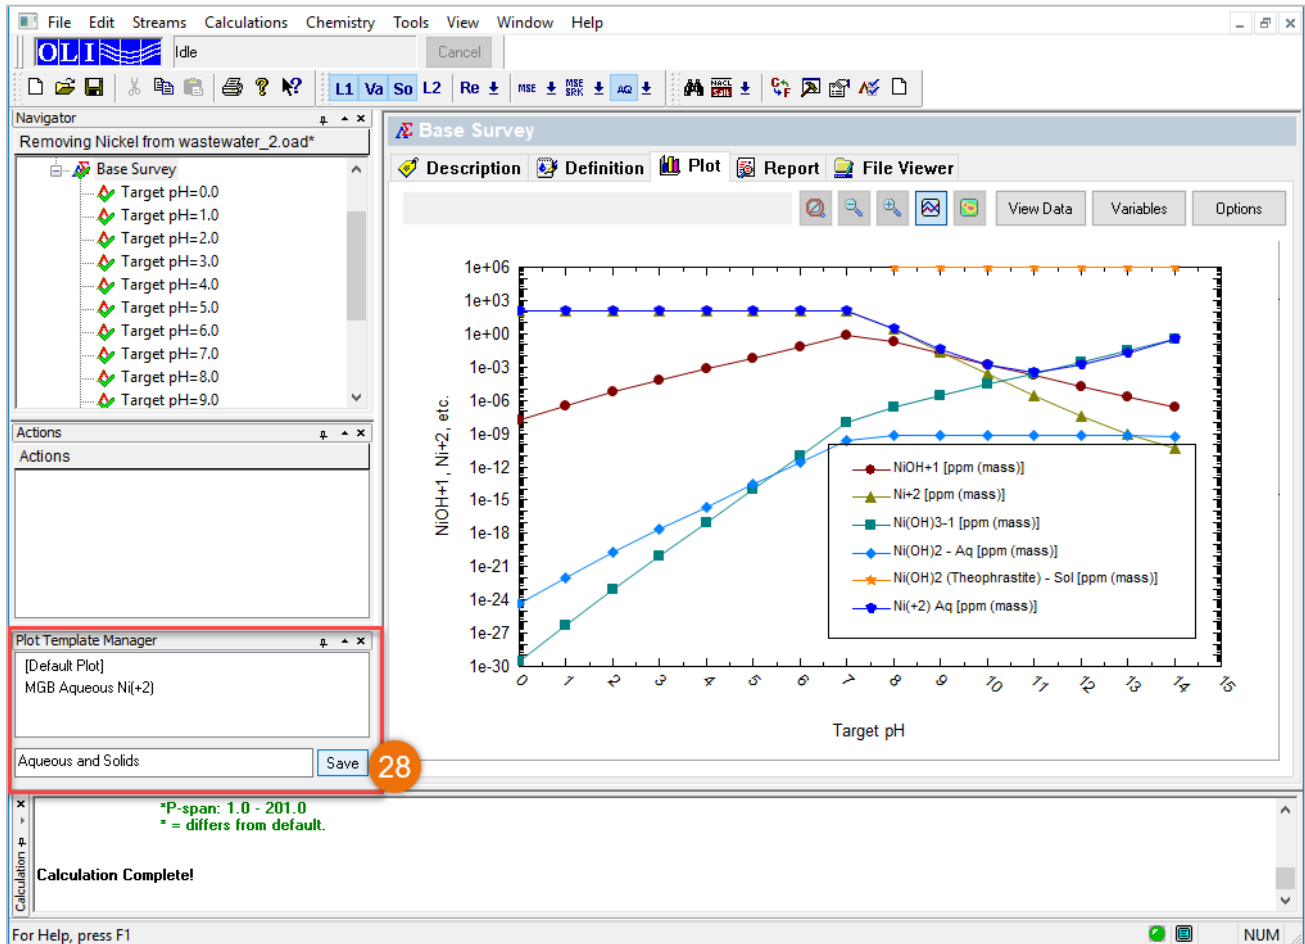 File Edit Streams Calculations Chemistry Tools View Window Help
OLI Idle Cancel
L1 Va So L2 Re MSE MSE SRK AQ NACL
Navigator
Removing Nickel from wastewater_2.oad*
Base Survey
Target pH=0.0
Target pH=1.0
Target pH=2.0
Target pH=3.0
Target pH=4.0
Target pH=5.0
Target pH=6.0
Target pH=7.0
Target pH=8.0
Target pH=9.0
Actions
Actions
Plot Template Manager
[Default Plot]
MGB Aqueous Ni(+2)
Aqueous and Solids Save 28
Base Survey
Description Definition Plot Report File Viewer
View Data Variables Options
1e+06
1e+03
1e+00
1e-03
1e-06
1e-09
1e-12
1e-15
1e-18
1e-21
1e-24
1e-27
1e-30
NiOH+1, Ni+2, etc.
NiOH+1 [ppm (mass)]
Ni+2 [ppm (mass)]
Ni(OH)3-1 [ppm (mass)]
Ni(OH)2 - Aq [ppm (mass)]
Ni(OH)2 (Theophrastite) - Sol [ppm (mass)]
Ni(+2) Aq [ppm (mass)]
0 1 2 3 4 5 6 7 8 9 10 11 12 13 14 15
Target pH
Calculation
*P-span: 1.0 - 201.0
* = differs from default.
Calculation Complete!
For Help, press F1 NUM